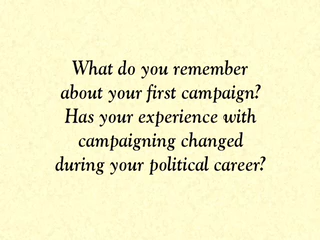 What do you remember
about your first campaign?
Has your experience with
campaigning changed
during your political career?